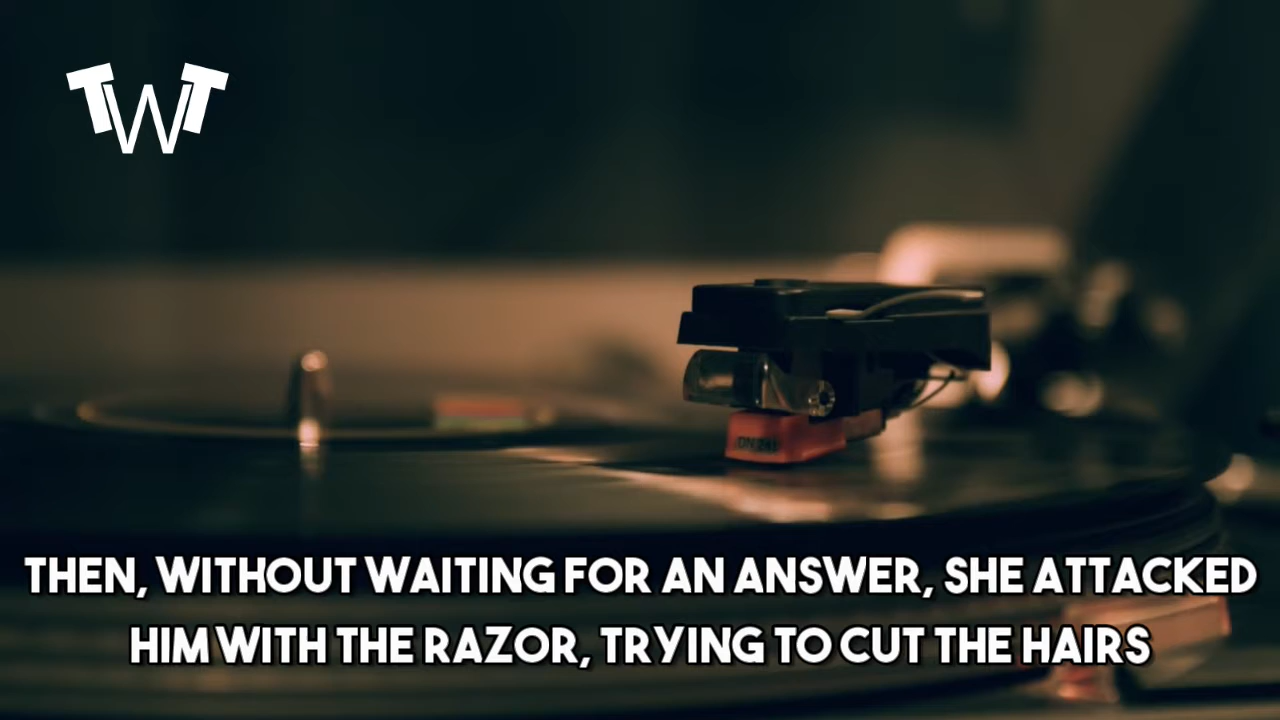 TWT
THEN, WITHOUT WAITING FOR AN ANSWER, SHE ATTACKED
HIM WITH THE RAZOR, TRYING TO CUT THE HAIRS